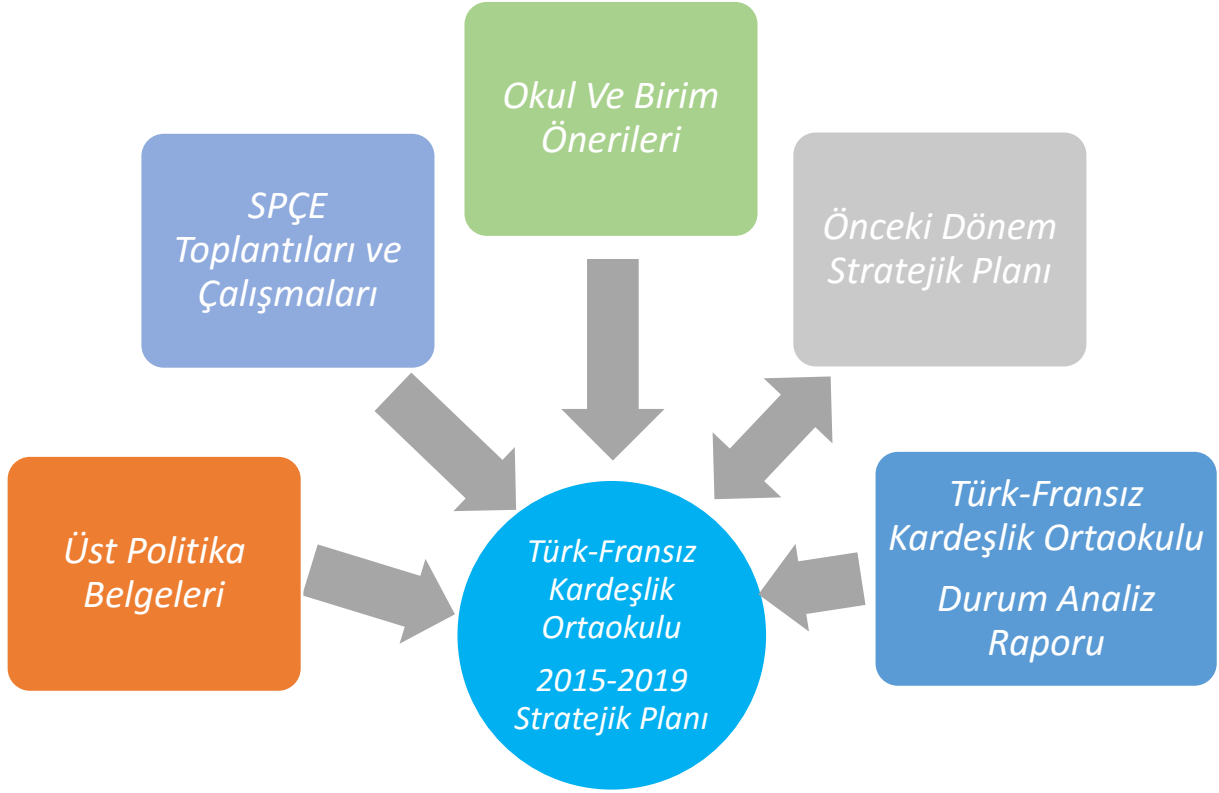 Okul Ve Birim
Önerileri
SPÇE
Toplantıları ve
Çalışmaları
Önceki Dönem
Stratejik Planı
Üst Politika
Belgeleri
Türk-Fransız
Kardeşlik
Ortaokulu
2015-2019
Stratejik Planı
Türk-Fransız
Kardeşlik Ortaokulu
Durum Analiz
Raporu